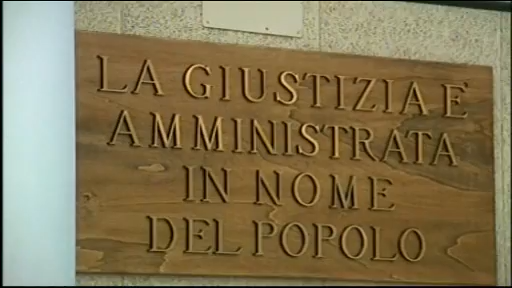 LA GIUSTIZIA E'
AMMINISTRATA
IN NOME
DEL POPOLO